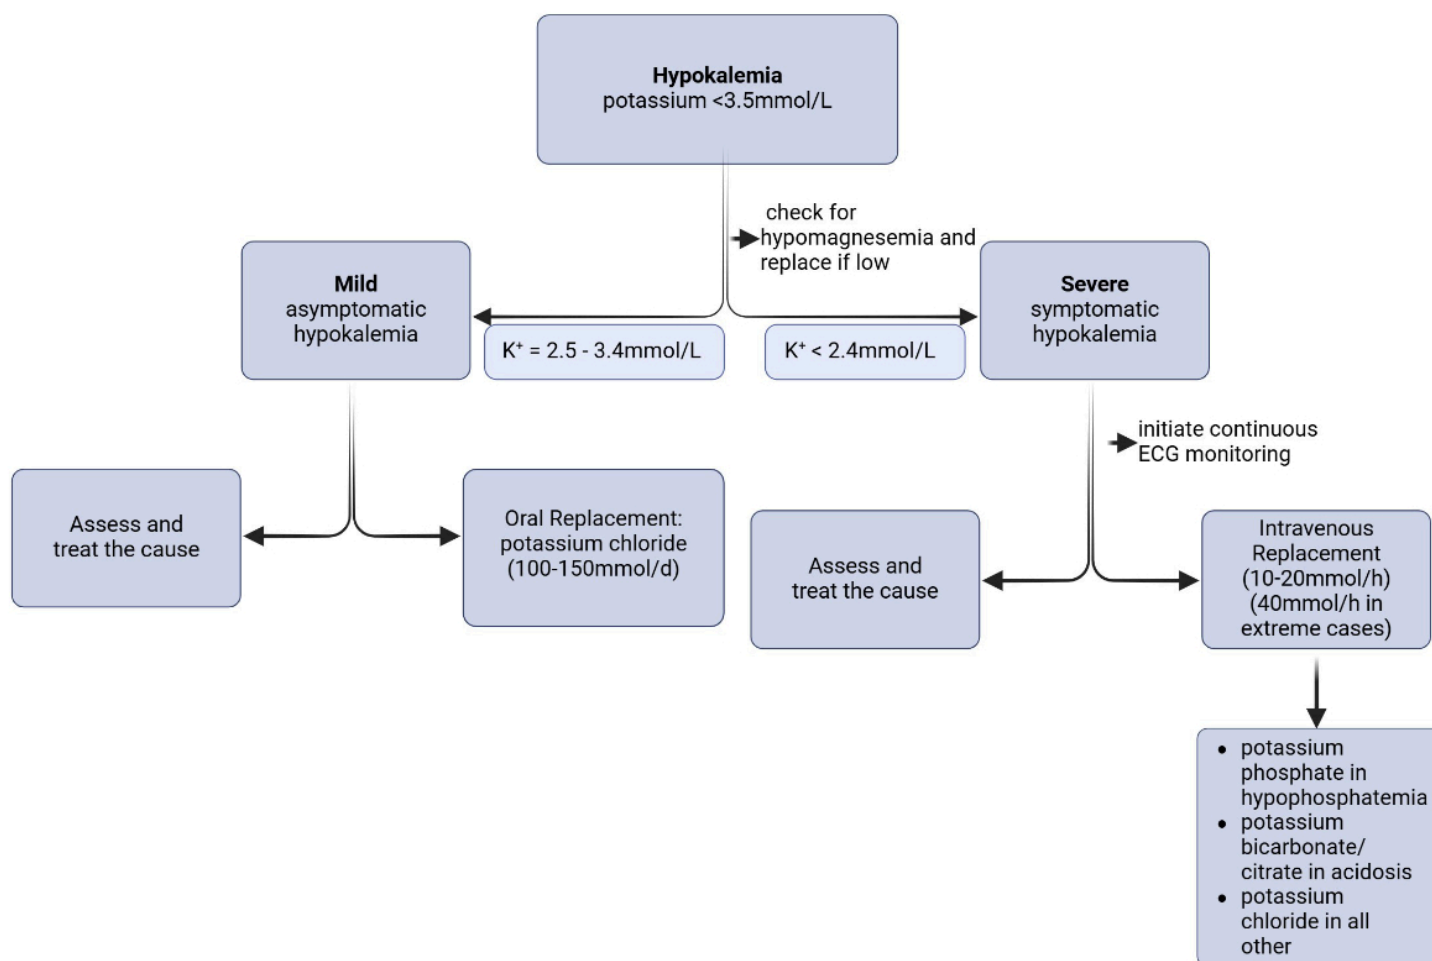 Hypokalemia
potassium <3.5mmol/L
check for
hypomagnesemia and
replace if low
Mild
asymptomatic
hypokalemia
K⁺ = 2.5 - 3.4mmol/L
K⁺ < 2.4mmol/L
Severe
symptomatic
hypokalemia
Assess and
treat the cause
Oral Replacement:
potassium chloride
(100-150mmol/d)
initiate continuous
ECG monitoring
Assess and
treat the cause
Intravenous
Replacement
(10-20mmol/h)
(40mmol/h in
extreme cases)
• potassium
phosphate in
hypophosphatemia
• potassium
bicarbonate/
citrate in acidosis
• potassium
chloride in all
other